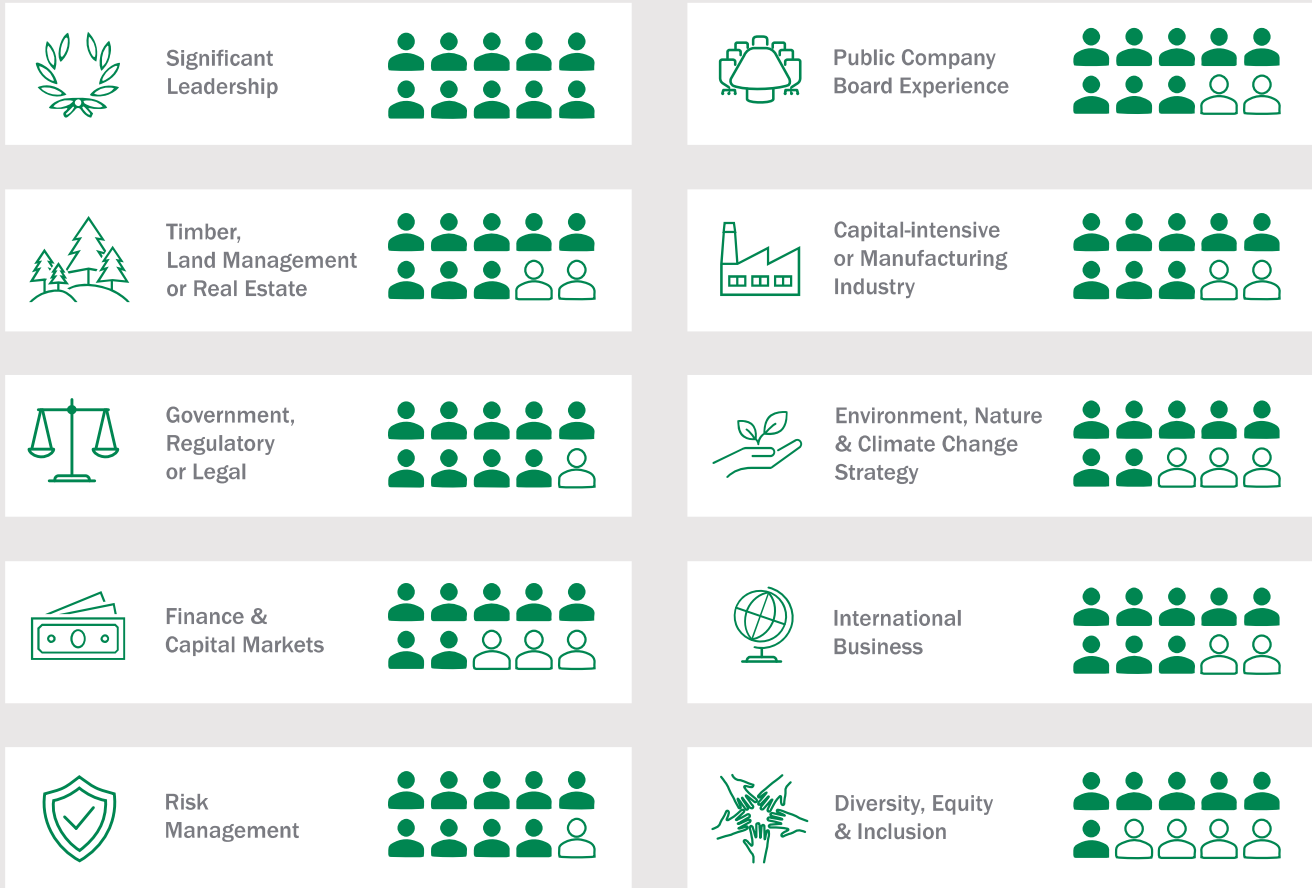 Significant
Leadership
Public Company
Board Experience
Timber,
Land Management
or Real Estate
Capital-intensive
or Manufacturing
Industry
Government,
Regulatory
or Legal
Environment, Nature
& Climate Change
Strategy
Finance &
Capital Markets
International
Business
Risk
Management
Diversity, Equity
& Inclusion